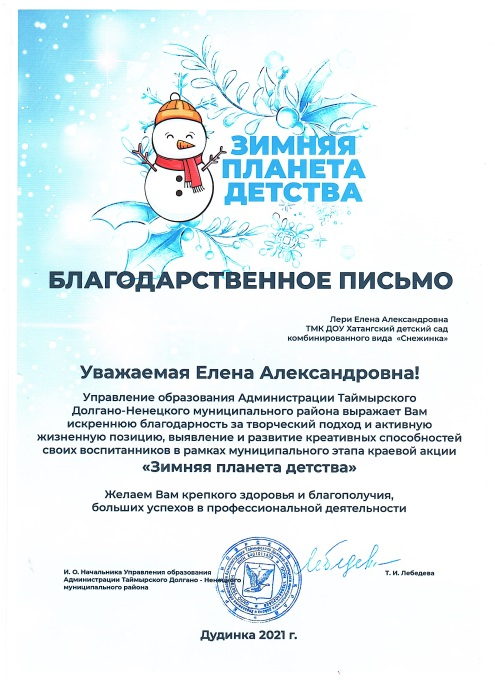 ЗИМНЯЯ
ПЛАНЕТА
ДЕТСТВА
БЛАГОДАРСТВЕННОЕ ПИСЬМО
Лери Елена Александровна
ТМК ДОУ Хатангский детский сад
комбинированного вида «Снежинка»
Уважаемая Елена Александровна!
Управление образования Администрации Таймырского
Долгано-Ненецкого муниципального района выражает Вам
искреннюю благодарность за творческий подход и активную
жизненную позицию, выявление и развитие креативных способностей
своих воспитанников в рамках муниципального этапа краевой акции
«Зимняя планета детства»
Желаем Вам крепкого здоровья и благополучия,
больших успехов в профессиональной деятельности
И. О. Начальника Управления образования
Администрации Таймырского Долгано - Ненецкого
муниципального района
Лебедева
Т. И. Лебедева
Дудинка 2021 г.